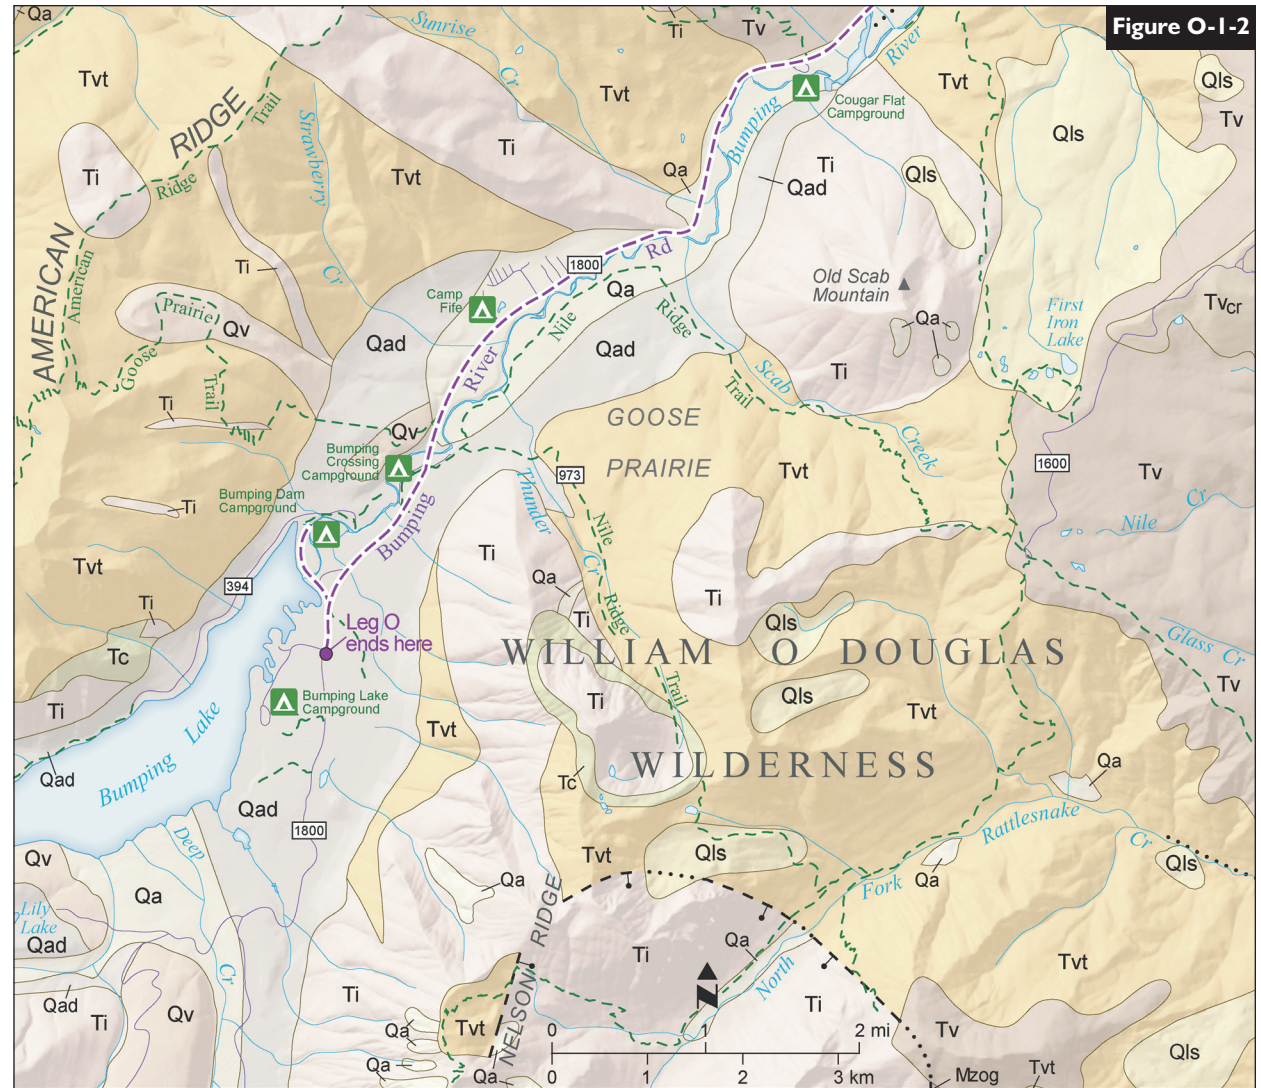 Figure O-1-2
Qa
Sunrise
Cr
Ti
Tv
River
Tvt
RIDGE
Trail
Strawberry
Cr
Tvt
Tvt
Qls
Tv
Cougar Flat
Campground
Bumping
Qls
Ti
Ti
Ti
Qad
Qls
Qa
Tvt
Ridge
AMERICAN
American
Ti
1800
Rd
Old Scab
Mountain
Camp
Fife
Qa
Prairie
Qv
Goose
Trail
Nile
Ridge
Trail
First
Iron
Lake
Tvcr
Qa
Qad
Qad
River
Scab
Creek
Ti
Ti
GOOSE
PRAIRIE
Qv
Bumping
Crossing
Campground
973
1600
Tvt
Tv
Bumping Dam
Campground
Ti
Thunder
Cr
Nile
Ridge
Trail
Nile
Cr
Bumping
Tvt
Ti
Qa
Ti
394
Ti
Ti
Leg O
ends here
Qls
Glass Cr
Tc
WILLIAM O DOUGLAS
Tv
Ti
Bumping Lake
Campground
Ti
Qls
Tvt
Tvt
Bumping
Lake
Qad
WILDERNESS
Tc
Qa
Qad
1800
Deep
Cr
Rattlesnake
Cr
Qv
Tvt
Qls
Qls
Qa
Qa
Qa
Fork
Lily
Lake
Qad
NELSON RIDGE
Ti
Qa
North
Tvt
Ti
Ti
Qad
Ti
Qv
Qa
Tvt
Tv
N
0 1 2 mi
Qls
Qa
Qa
0 1 2 3 km
Mzog
Tvt